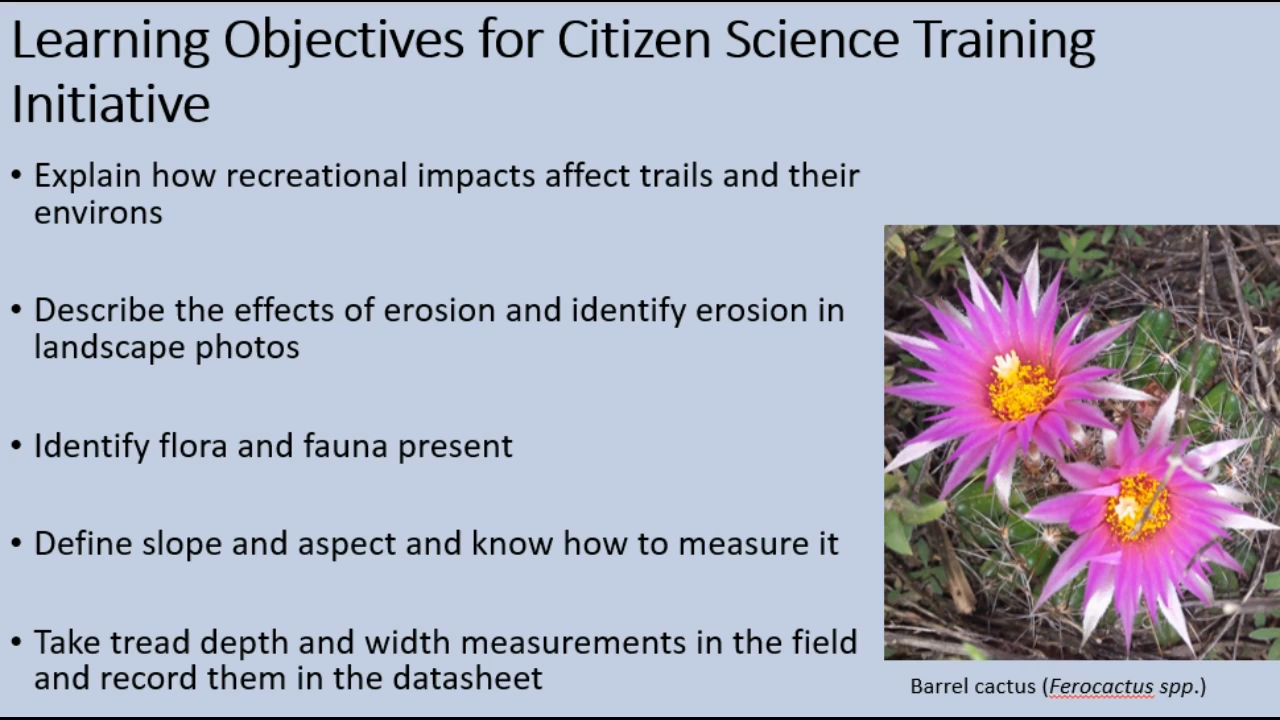 Learning Objectives for Citizen Science Training
Initiative
• Explain how recreational impacts affect trails and their
environs
• Describe the effects of erosion and identify erosion in
landscape photos
• Identify flora and fauna present
• Define slope and aspect and know how to measure it
• Take tread depth and width measurements in the field
and record them in the datasheet
Barrel cactus (Ferocactus spp.)